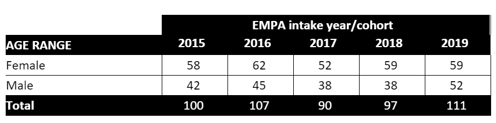 EMPA intake year/cohort
AGE RANGE 2015 2016 2017 2018 2019
Female 58 62 52 59 59
Male 42 45 38 38 52
Total 100 107 90 97 111